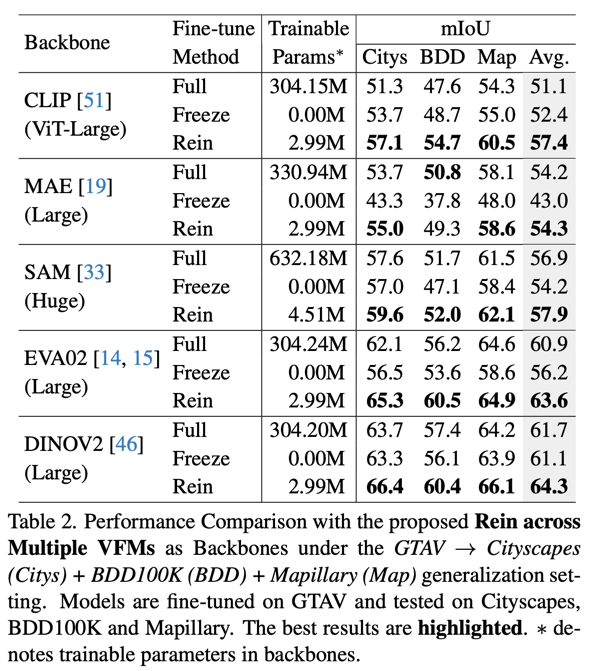 Backbone Fine-tune Method Trainable Params* mIoU
Citys BDD Map Avg.
CLIP [51] (ViT-Large) Full 304.15M 51.3 47.6 54.3 51.1
Freeze 0.00M 53.7 48.7 55.0 52.4
Rein 2.99M 57.1 54.7 60.5 57.4
MAE [19] (Large) Full 330.94M 53.7 50.8 58.1 54.2
Freeze 0.00M 43.3 37.8 48.0 43.0
Rein 2.99M 55.0 49.3 58.6 54.3
SAM [33] (Huge) Full 632.18M 57.6 51.7 61.5 56.9
Freeze 0.00M 57.0 47.1 58.4 54.2
Rein 4.51M 59.6 52.0 62.1 57.9
EVA02 [14, 15] (Large) Full 304.24M 62.1 56.2 64.6 60.9
Freeze 0.00M 56.5 53.6 58.6 56.2
Rein 2.99M 65.3 60.5 64.9 63.6
DINOV2 [46] (Large) Full 304.20M 63.7 57.4 64.2 61.7
Freeze 0.00M 63.3 56.1 63.9 61.1
Rein 2.99M 66.4 60.4 66.1 64.3
Table 2. Performance Comparison with the proposed Rein across
Multiple VFMs as Backbones under the GTAV → Cityscapes
(Citys) + BDD100K (BDD) + Mapillary (Map) generalization set-
ting. Models are fine-tuned on GTAV and tested on Cityscapes,
BDD100K and Mapillary. The best results are highlighted. * de-
notes trainable parameters in backbones.